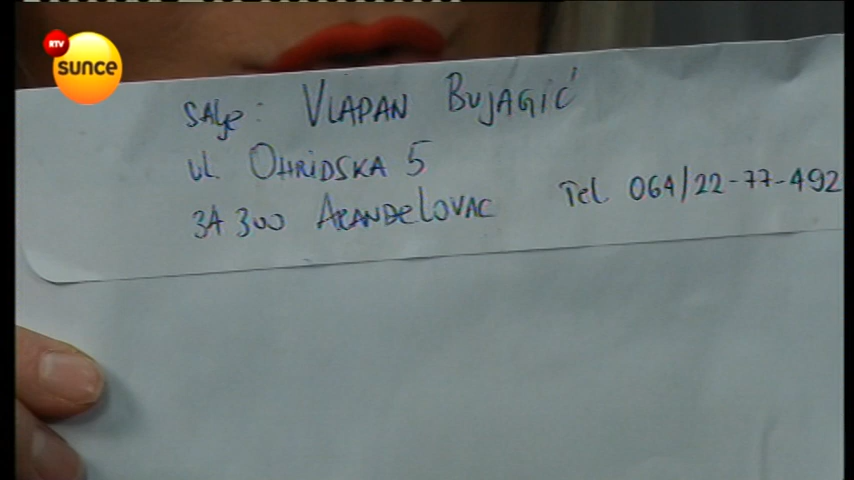 RTV
sunce
SAlje: VLADAN BUJAGIĆ
ul. OHRIDSKA 5
34 300 ARANDeLOVAC
Tel 064/22-77-492